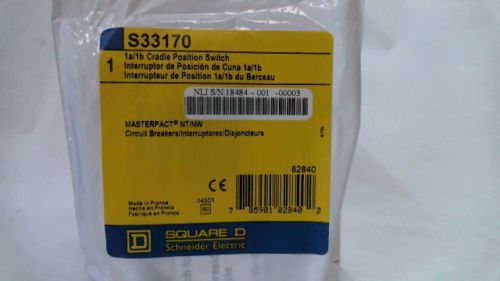 S33170
1
1a/1b Cradle Position Switch
Interruptor de Posición de Cuna 1a/1b
Interrupteur de Position 1a/1b du Berceau
NLI S/N 18484 - 001 -00003
MASTERPACT® NT/NW
Circuit Breakers/Interruptores/Disjoncteurs
82840
CE
04303
60
Made in France
Hecho en Francia
Fabriqué en France
7 85901 82840 2
D SQUARE D
Schneider Electric